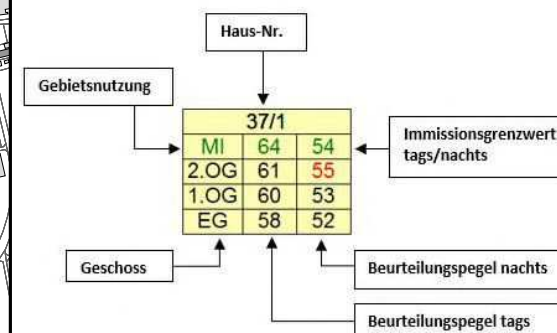 Haus-Nr.
Gebietsnutzung
37/1
MI 64 54
2.OG 61 55
1.OG 60 53
EG 58 52
Immissionsgrenzwert
tags/nachts
Geschoss
Beurteilungspegel nachts
Beurteilungspegel tags